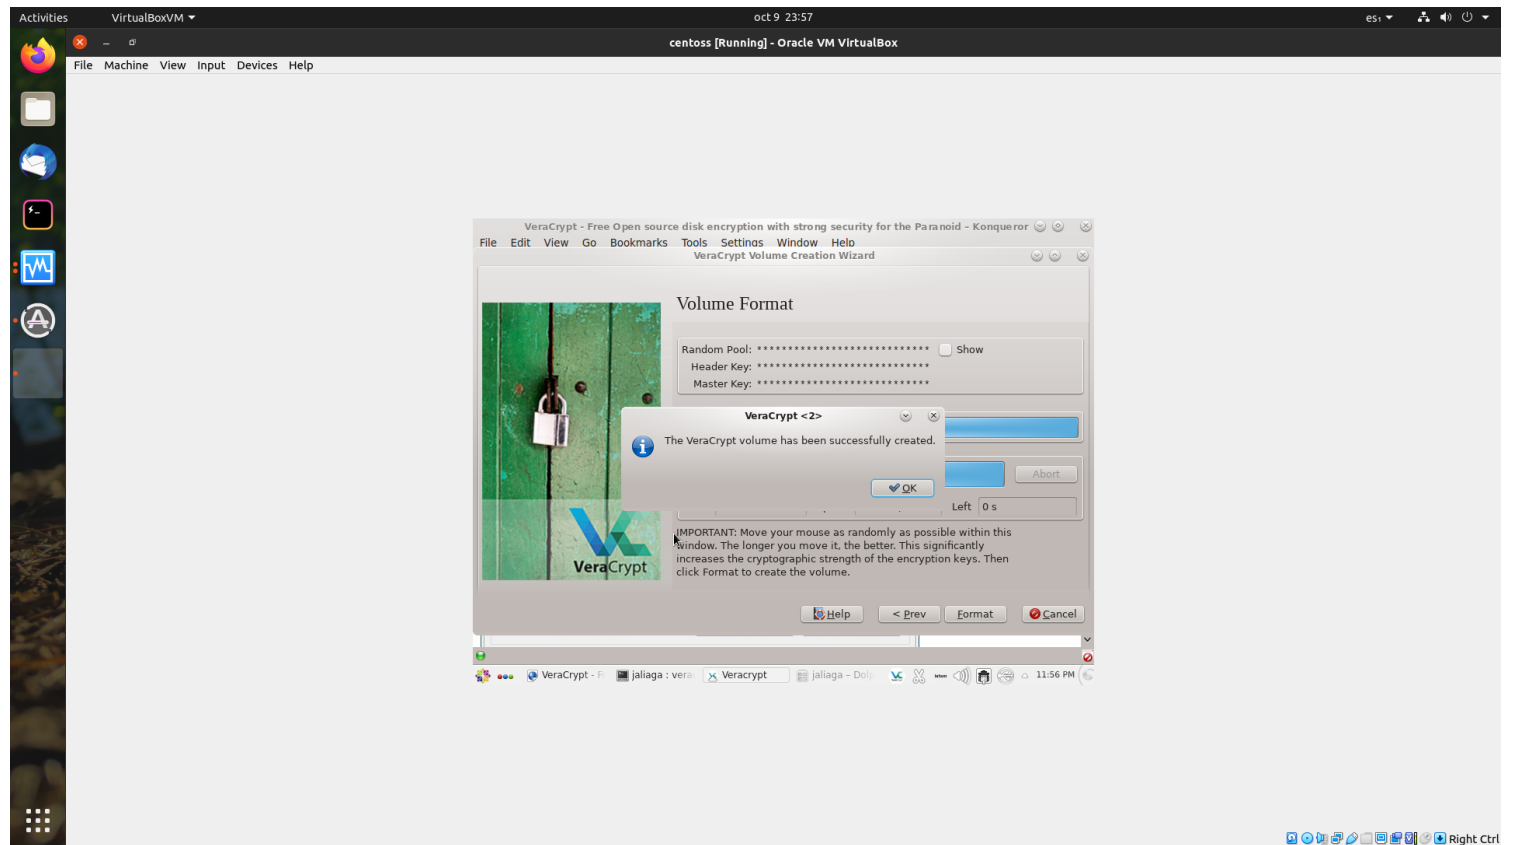 Activities
VirtualBoxVM
oct 9 23:57
es₁
centoss [Running] - Oracle VM VirtualBox
File Machine View Input Devices Help
VeraCrypt - Free Open source disk encryption with strong security for the Paranoid – Konqueror
File Edit View Go Bookmarks Tools Settings Window Help
VeraCrypt Volume Creation Wizard
Volume Format
Random Pool: **************************** Show
Header Key: ****************************
Master Key: ****************************
VeraCrypt <2>
The VeraCrypt volume has been successfully created.
OK
Abort
Left 0 s
IMPORTANT: Move your mouse as randomly as possible within this
window. The longer you move it, the better. This significantly
increases the cryptographic strength of the encryption keys. Then
click Format to create the volume.
VeraCrypt
Help
< Prev
Format
Cancel
VeraCrypt - F
jaliaga : vera
Veracrypt
jaliaga – Dolp
11:56 PM
Right Ctrl